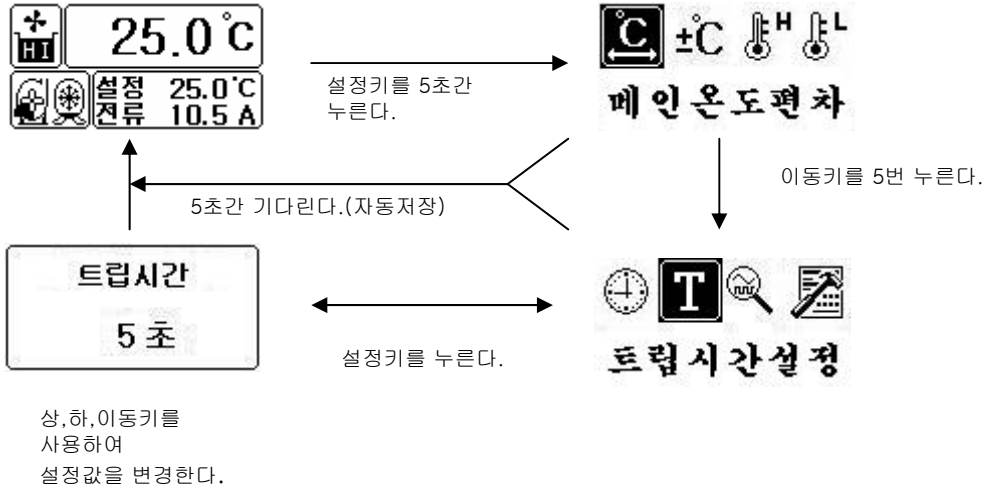 HI
25.0℃
설정 25.0℃
전류 10.5 A
설정키를 5초간
누른다.
℃ ±℃ H L
메인온도편차
이동키를 5번 누른다.
5초간 기다린다.(자동저장)
트립시간
5 초
설정키를 누른다.
T
트립시간설정
상,하,이동키를
사용하여
설정값을 변경한다.